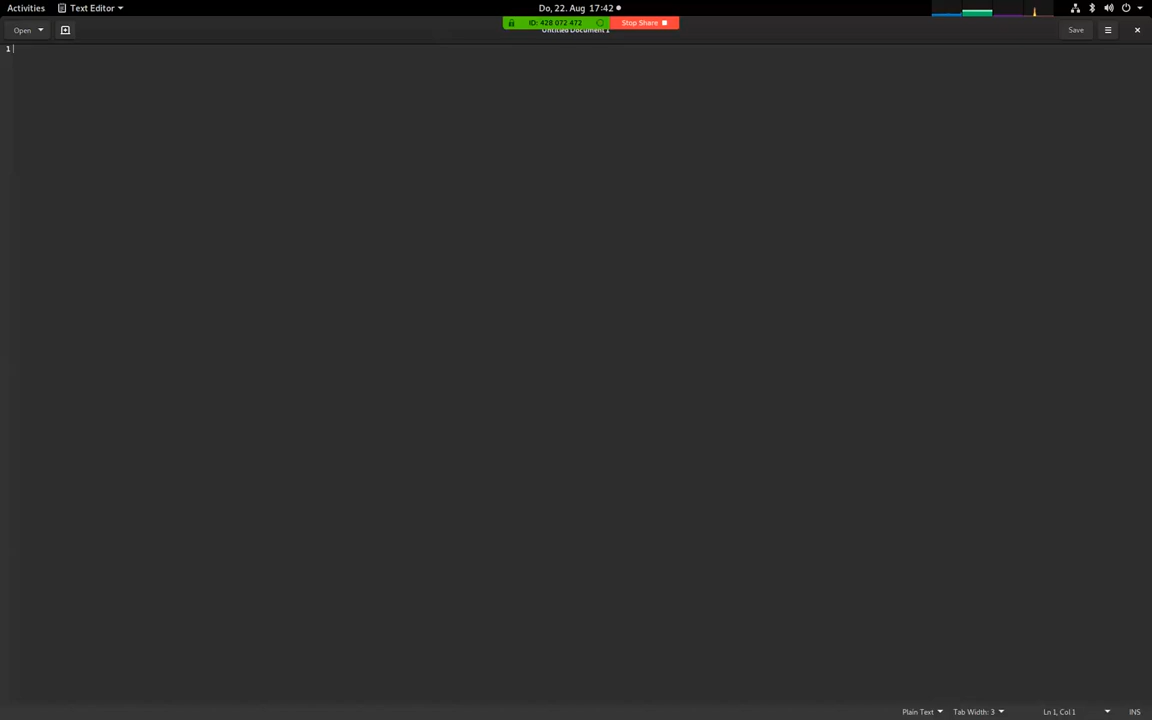 Activities Text Editor Do, 22. Aug 17:42
ID: 428 072 472 Stop Share
Open Untitled Document 1 Save
1
Plain Text Tab Width: 3 Ln 1, Col 1 INS